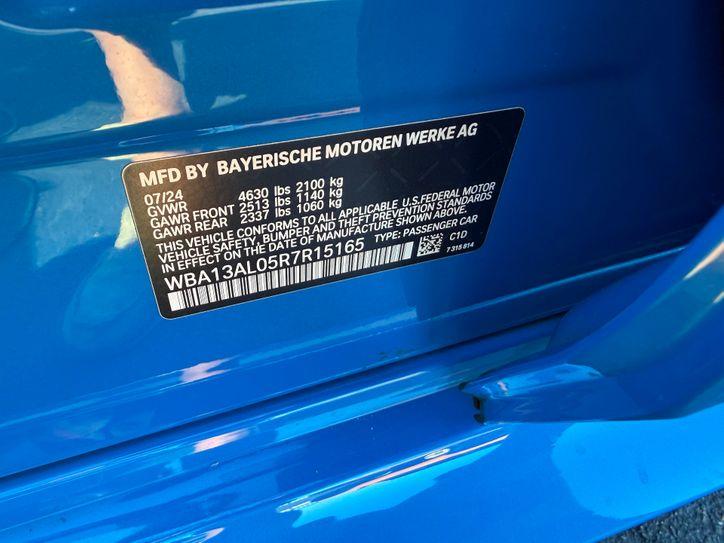 MFD BY BAYERISCHE MOTOREN WERKE AG
07/24
GVWR 4630 lbs 2100 kg
GAWR FRONT 2513 lbs 1140 kg
GAWR REAR 2337 lbs 1060 kg
THIS VEHICLE CONFORMS TO ALL APPLICABLE U.S.FEDERAL MOTOR
VEHICLE SAFETY, BUMPER AND THEFT PREVENTION STANDARDS
IN EFFECT ON THE DATE OF MANUFACTURE SHOWN ABOVE.
WBA13AL05R7R15165 TYPE: PASSENGER CAR
C1D
7 315 814